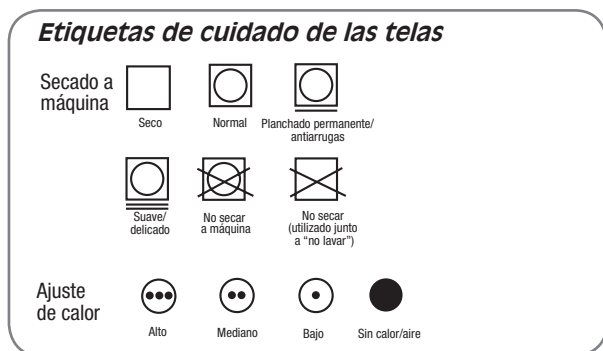 Etiquetas de cuidado de las telas
Secado a
máquina
Seco
Normal
Planchado permanente/
antiarrugas
Suave/
delicado
No secar
a máquina
No secar
(utilizado junto
a “no lavar”)
Ajuste
de calor
Alto
Mediano
Bajo
Sin calor/aire